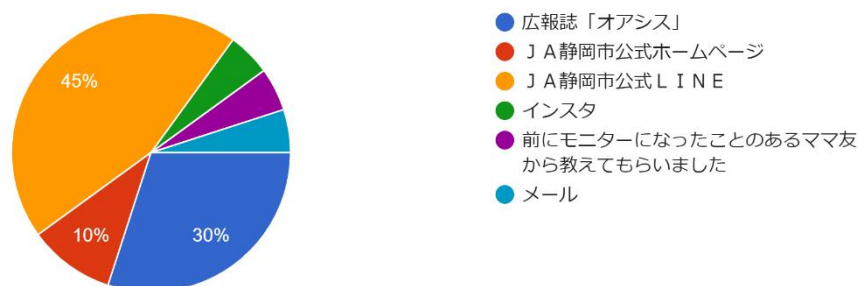 45%
10%
30%
広報誌「オアシス」
ＪＡ静岡市公式ホームページ
ＪＡ静岡市公式ＬＩＮＥ
インスタ
前にモニターになったことのあるママ友
から教えてもらいました
メール